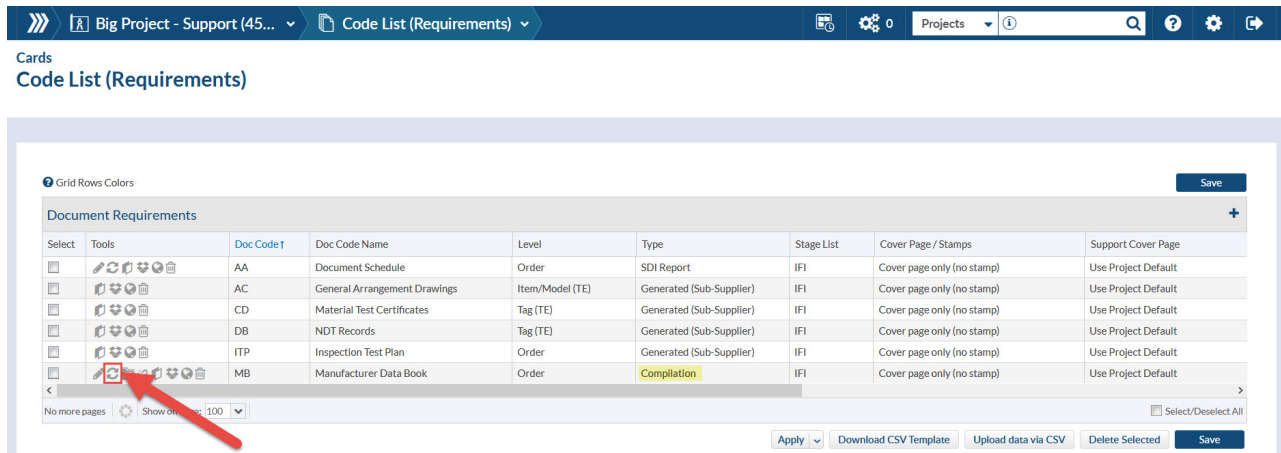 Big Project - Support (45... Code List (Requirements) 0 Projects
Cards
Code List (Requirements)
Grid Rows Colors Save
Document Requirements +
Select Tools Doc Code↑ Doc Code Name Level Type Stage List Cover Page / Stamps Support Cover Page
AA Document Schedule Order SDI Report IFI Cover page only (no stamp) Use Project Default
AC General Arrangement Drawings Item/Model (TE) Generated (Sub-Supplier) IFI Cover page only (no stamp) Use Project Default
CD Material Test Certificates Tag (TE) Generated (Sub-Supplier) IFI Cover page only (no stamp) Use Project Default
DB NDT Records Tag (TE) Generated (Sub-Supplier) IFI Cover page only (no stamp) Use Project Default
ITP Inspection Test Plan Order Generated (Sub-Supplier) IFI Cover page only (no stamp) Use Project Default
MB Manufacturer Data Book Order Compilation IFI Cover page only (no stamp) Use Project Default
No more pages Show on 100 Select/Deselect All
Apply Download CSV Template Upload data via CSV Delete Selected Save